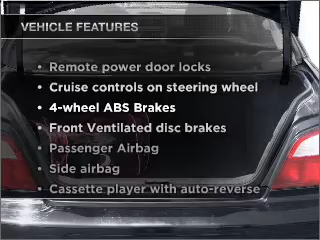 VEHICLE FEATURES
• Remote power door locks
• Cruise controls on steering wheel
• 4-wheel ABS Brakes
• Front Ventilated disc brakes
• Passenger Airbag
• Side airbag
• Cassette player with auto-reverse